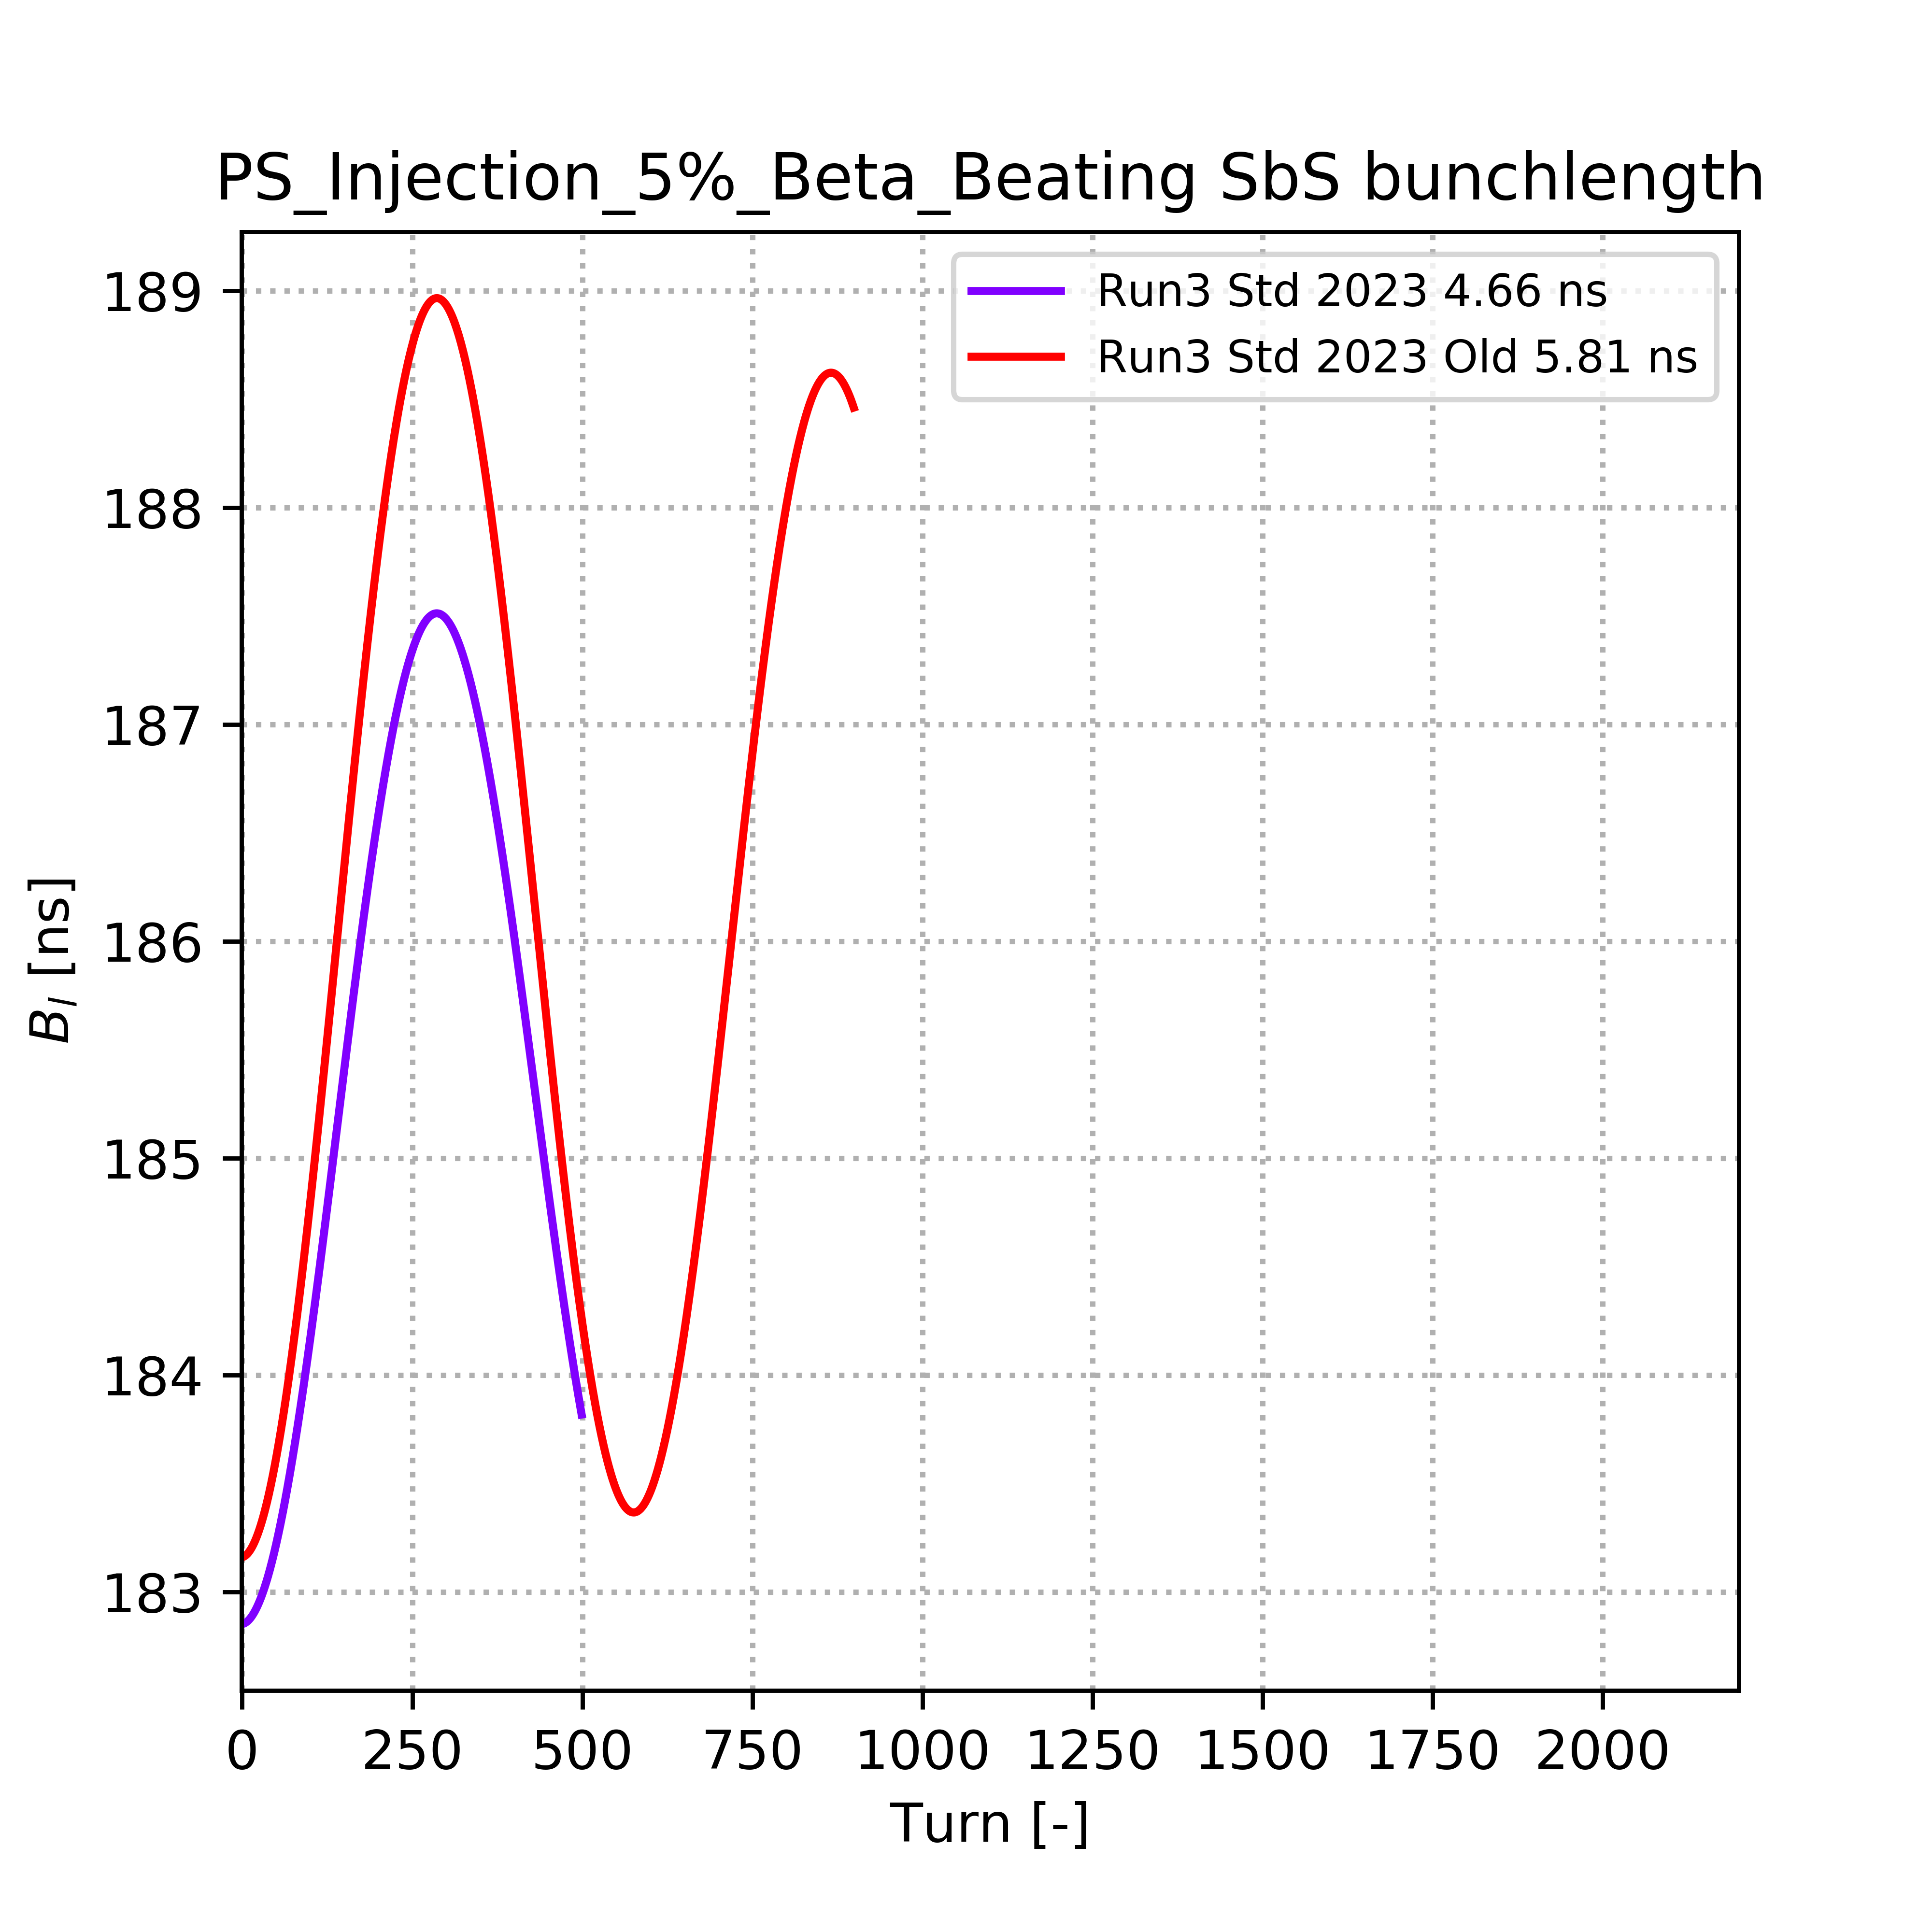 PS_Injection_5%_Beta_Beating SbS bunchlength
Run3 Std 2023 4.66 ns
Run3 Std 2023 Old 5.81 ns
189
188
187
186
185
184
183
B_l [ns]
0 250 500 750 1000 1250 1500 1750 2000
Turn [-]